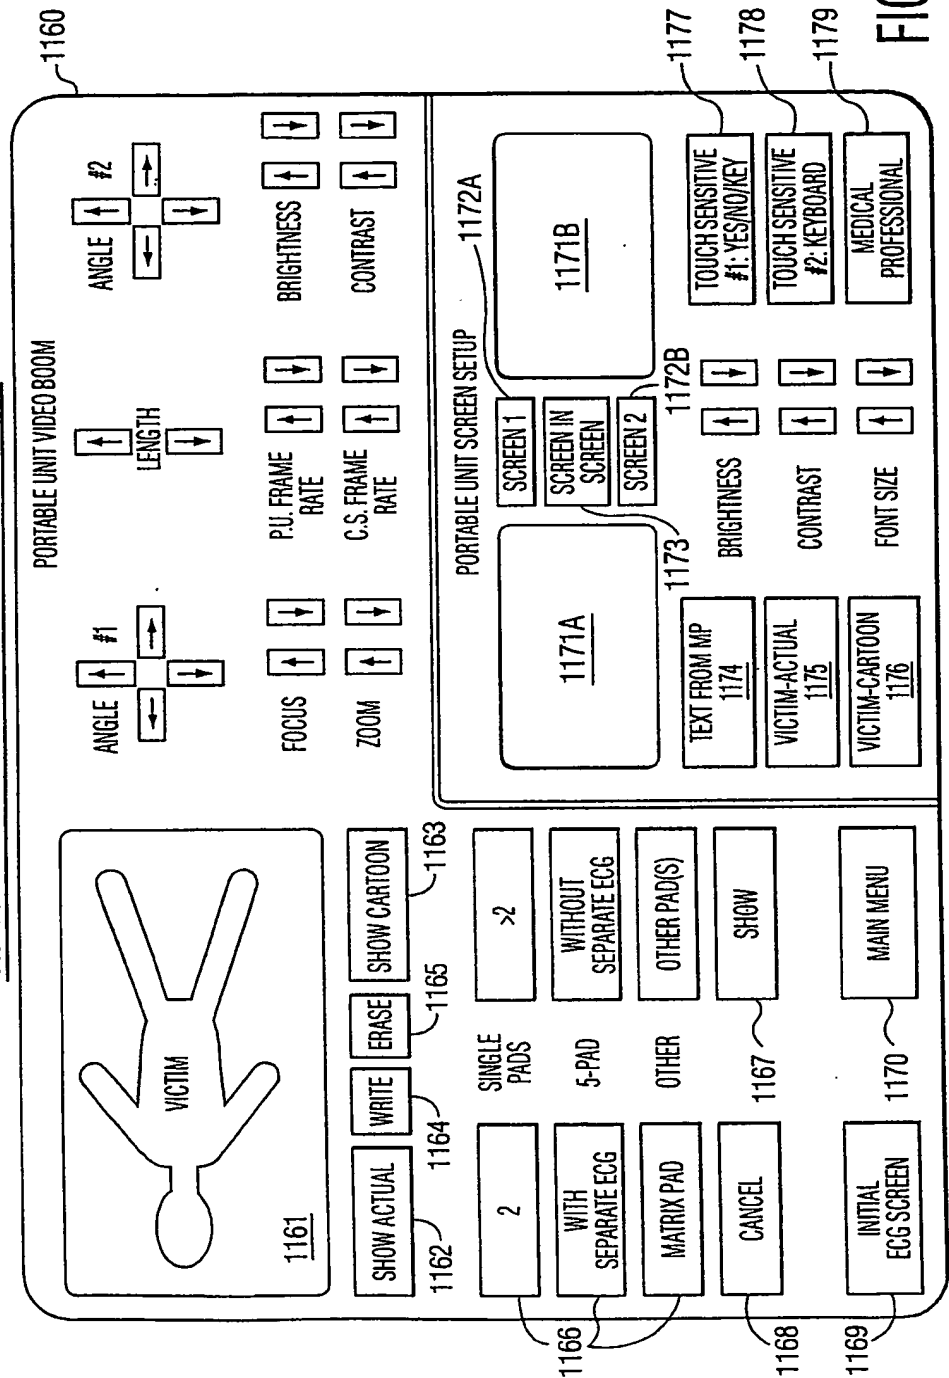 1160
PORTABLE UNIT VIDEO BOOM
ANGLE #1
LENGTH
ANGLE #2
FOCUS
P.U. FRAME
RATE
BRIGHTNESS
ZOOM
C.S. FRAME
RATE
CONTRAST
VICTIM
1161
SHOW ACTUAL
WRITE
ERASE
SHOW CARTOON
1162
1164
1165
1163
2
SINGLE
PADS
>2
WITH
SEPARATE ECG
5-PAD
WITHOUT
SEPARATE ECG
MATRIX PAD
OTHER
OTHER PAD(S)
1166
CANCEL
SHOW
1168
1167
INITIAL
ECG SCREEN
MAIN MENU
1169
1170
PORTABLE UNIT SCREEN SETUP
1172A
1171A
SCREEN 1
SCREEN IN
SCREEN
SCREEN 2
1171B
1173
1172B
TEXT FROM MP
1174
BRIGHTNESS
TOUCH SENSITIVE
#1: YES/NO/KEY
1177
VICTIM-ACTUAL
1175
CONTRAST
TOUCH SENSITIVE
#2: KEYBOARD
1178
VICTIM-CARTOON
1176
FONT SIZE
MEDICAL
PROFESSIONAL
1179